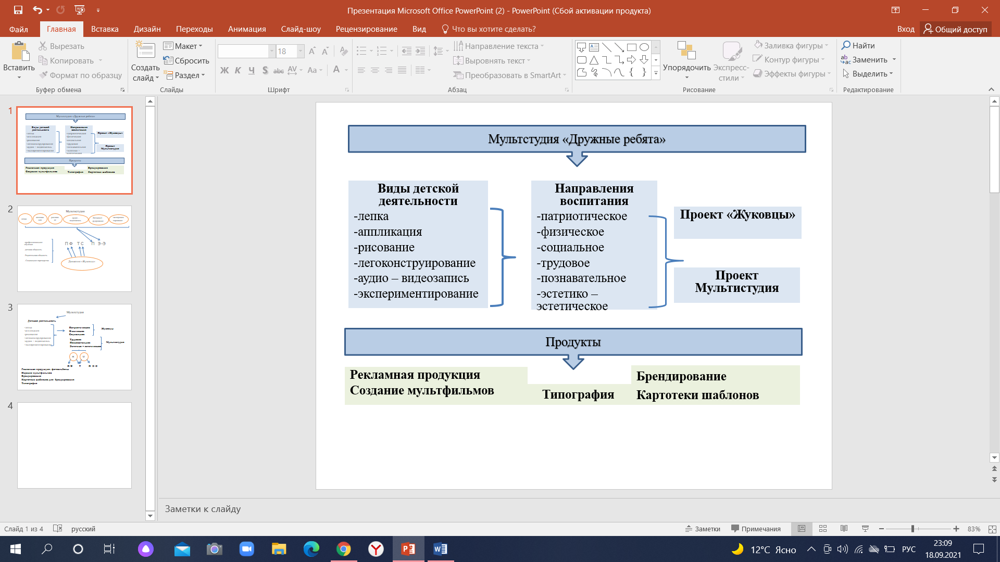 Презентация Microsoft Office PowerPoint (2) - PowerPoint (Сбой активации продукта)
Файл
Главная
Вставка
Дизайн
Переходы
Анимация
Слайд-шоу
Рецензирование
Вид
Что вы хотите сделать?
Вход
Общий доступ
Вставить
Вырезать
Копировать
Формат по образцу
Буфер обмена
Создать слайд
Макет
Сбросить
Раздел
Слайды
18
Ж К Ч S abc AV Aa A
Шрифт
Направление текста
Выровнять текст
Преобразовать в SmartArt
Абзац
Упорядочить
Экспресс-стили
Заливка фигуры
Контур фигуры
Эффекты фигуры
Рисование
Найти
Заменить
Выделить
Редактирование
1
2
3
4
Мультстудия «Дружные ребята»
Виды детской
деятельности
-лепка
-аппликация
-рисование
-легоконструирование
-аудио – видеозапись
-экспериментирование
Направления
воспитания
-патриотическое
-физическое
-социальное
-трудовое
-познавательное
-эстетико –
эстетическое
Проект «Жуковцы»
Проект
Мультистудия
Продукты
Рекламная продукция
Создание мультфильмов
Типография
Брендирование
Картотеки шаблонов
Заметки к слайду
Слайд 1 из 4
русский
Заметки
Примечания
83%
12°C Ясно
РУС
23:09
18.09.2021